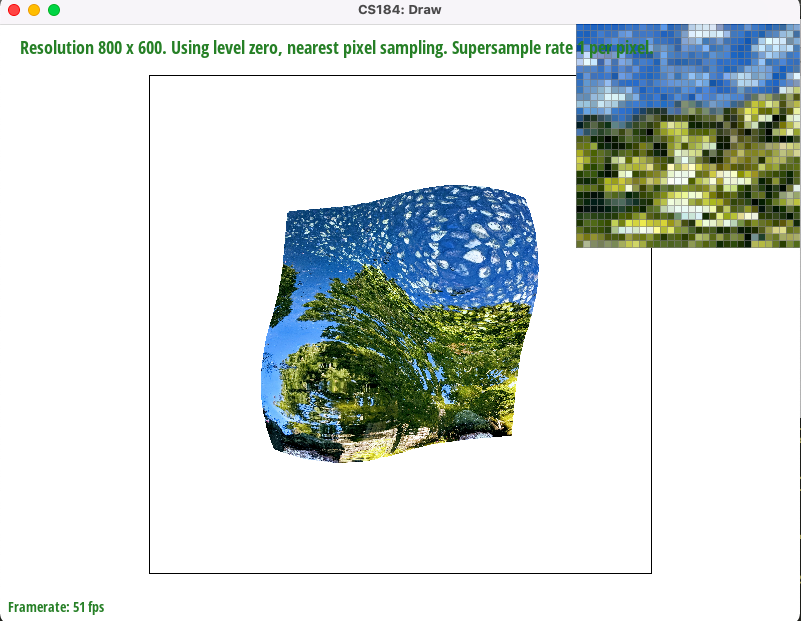 CS184: Draw
Resolution 800 x 600. Using level zero, nearest pixel sampling. Supersample rate 1 per pixel.
Framerate: 51 fps